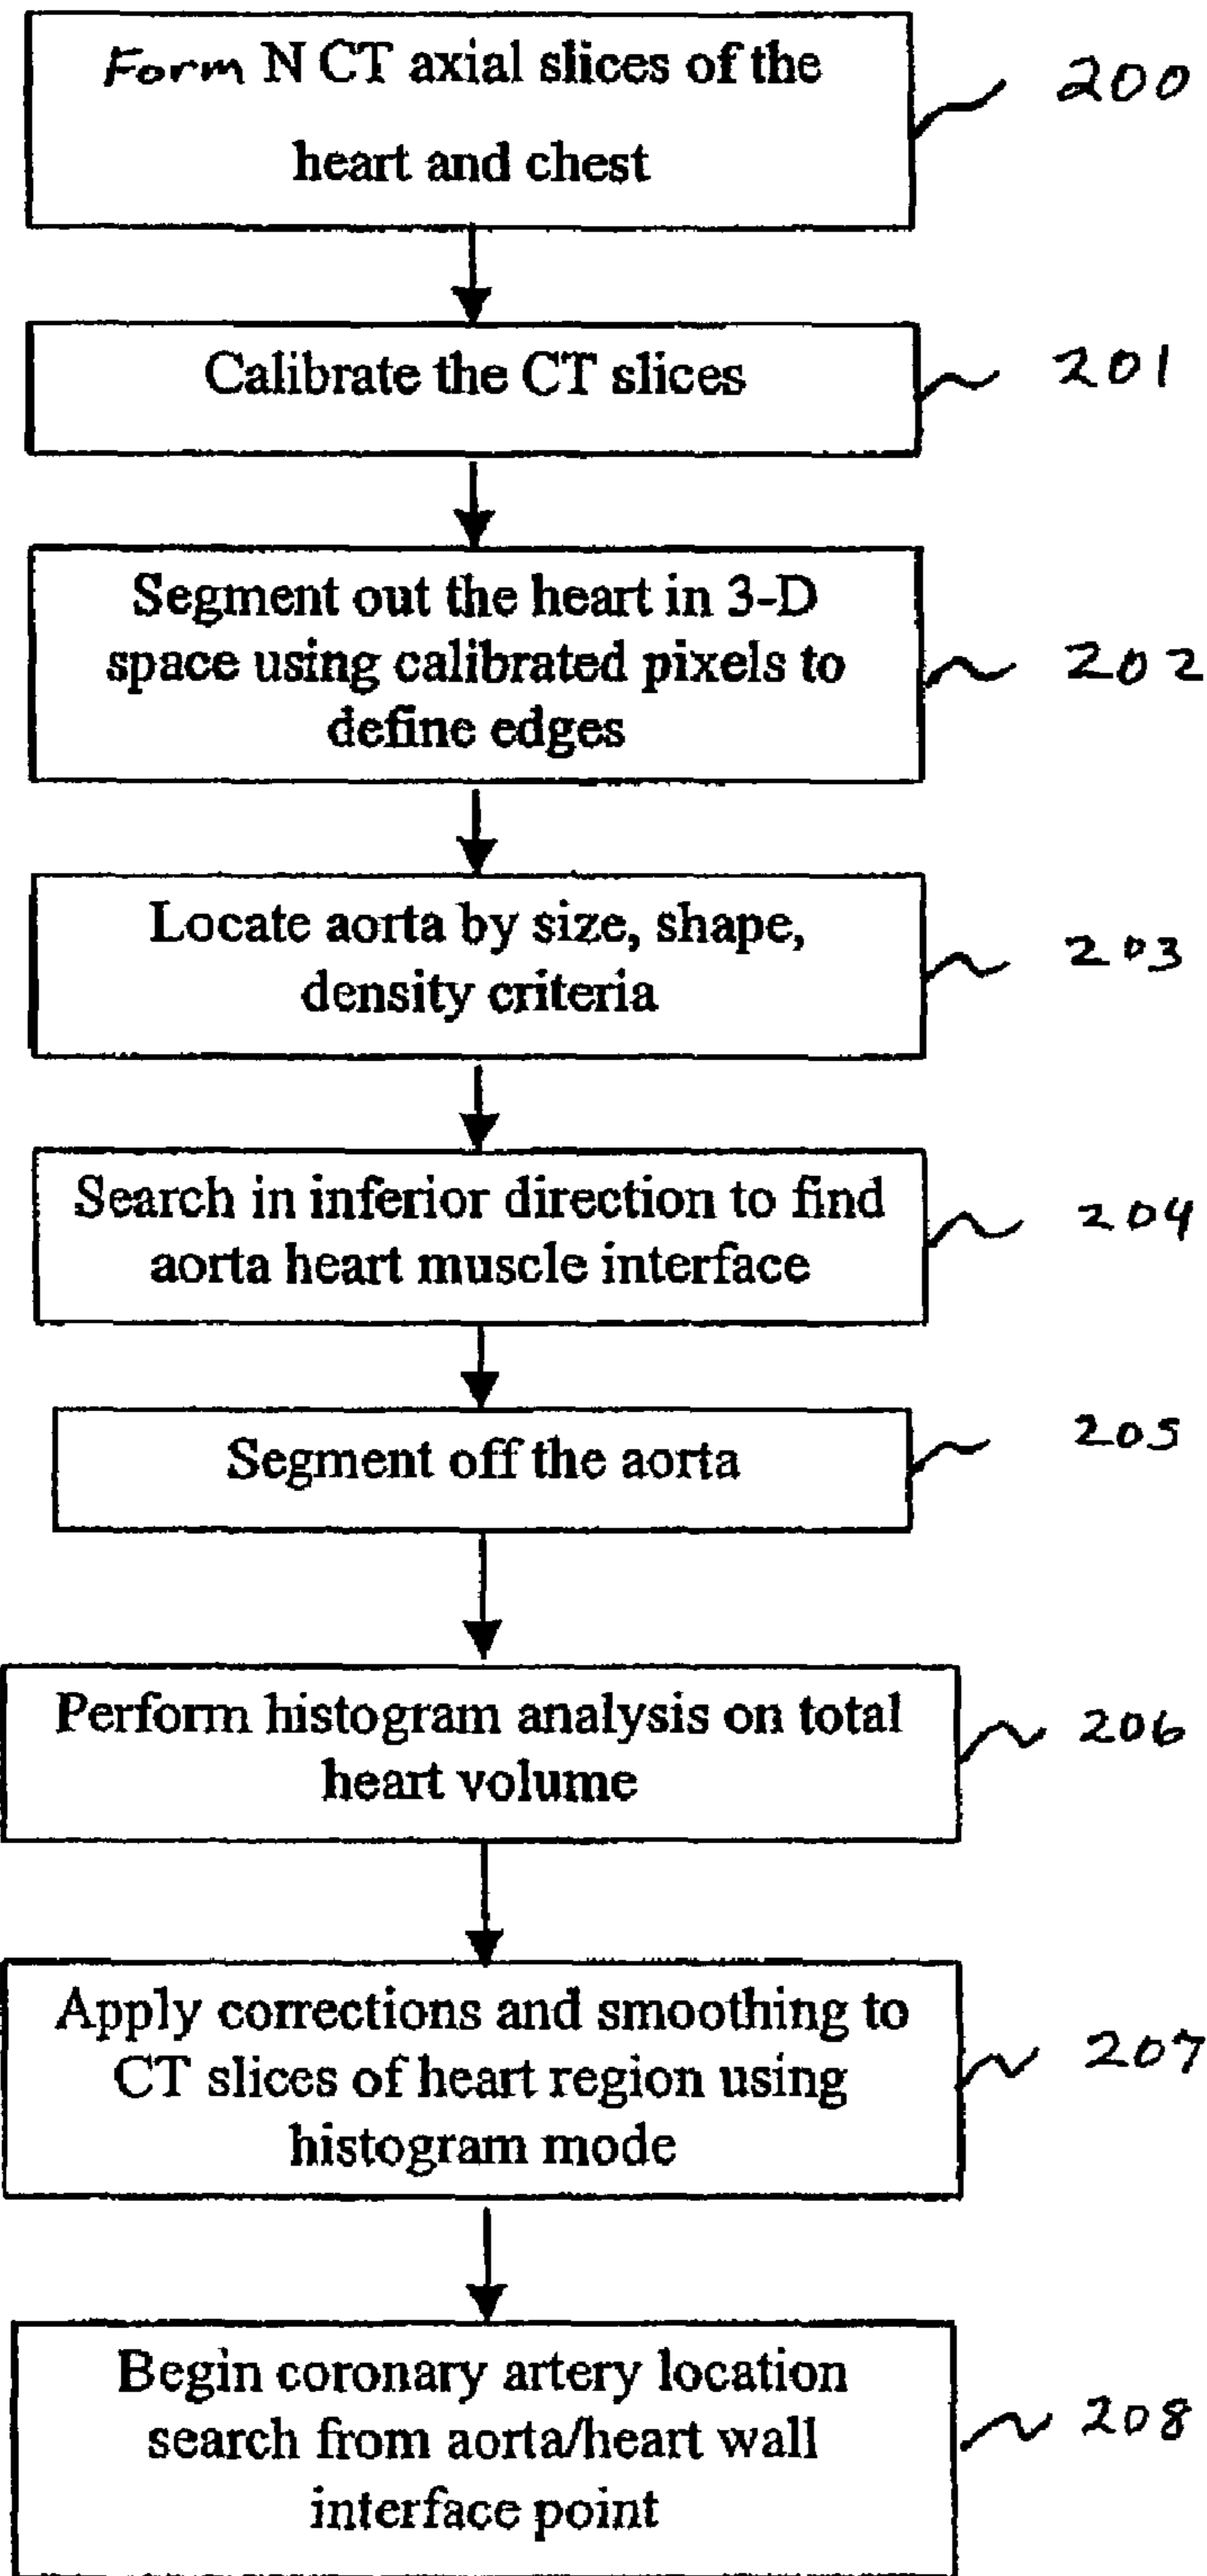 Form N CT axial slices of the
heart and chest
200
Calibrate the CT slices
201
Segment out the heart in 3-D
space using calibrated pixels to
define edges
202
Locate aorta by size, shape,
density criteria
203
Search in inferior direction to find
aorta heart muscle interface
204
Segment off the aorta
205
Perform histogram analysis on total
heart volume
206
Apply corrections and smoothing to
CT slices of heart region using
histogram mode
207
Begin coronary artery location
search from aorta/heart wall
interface point
208